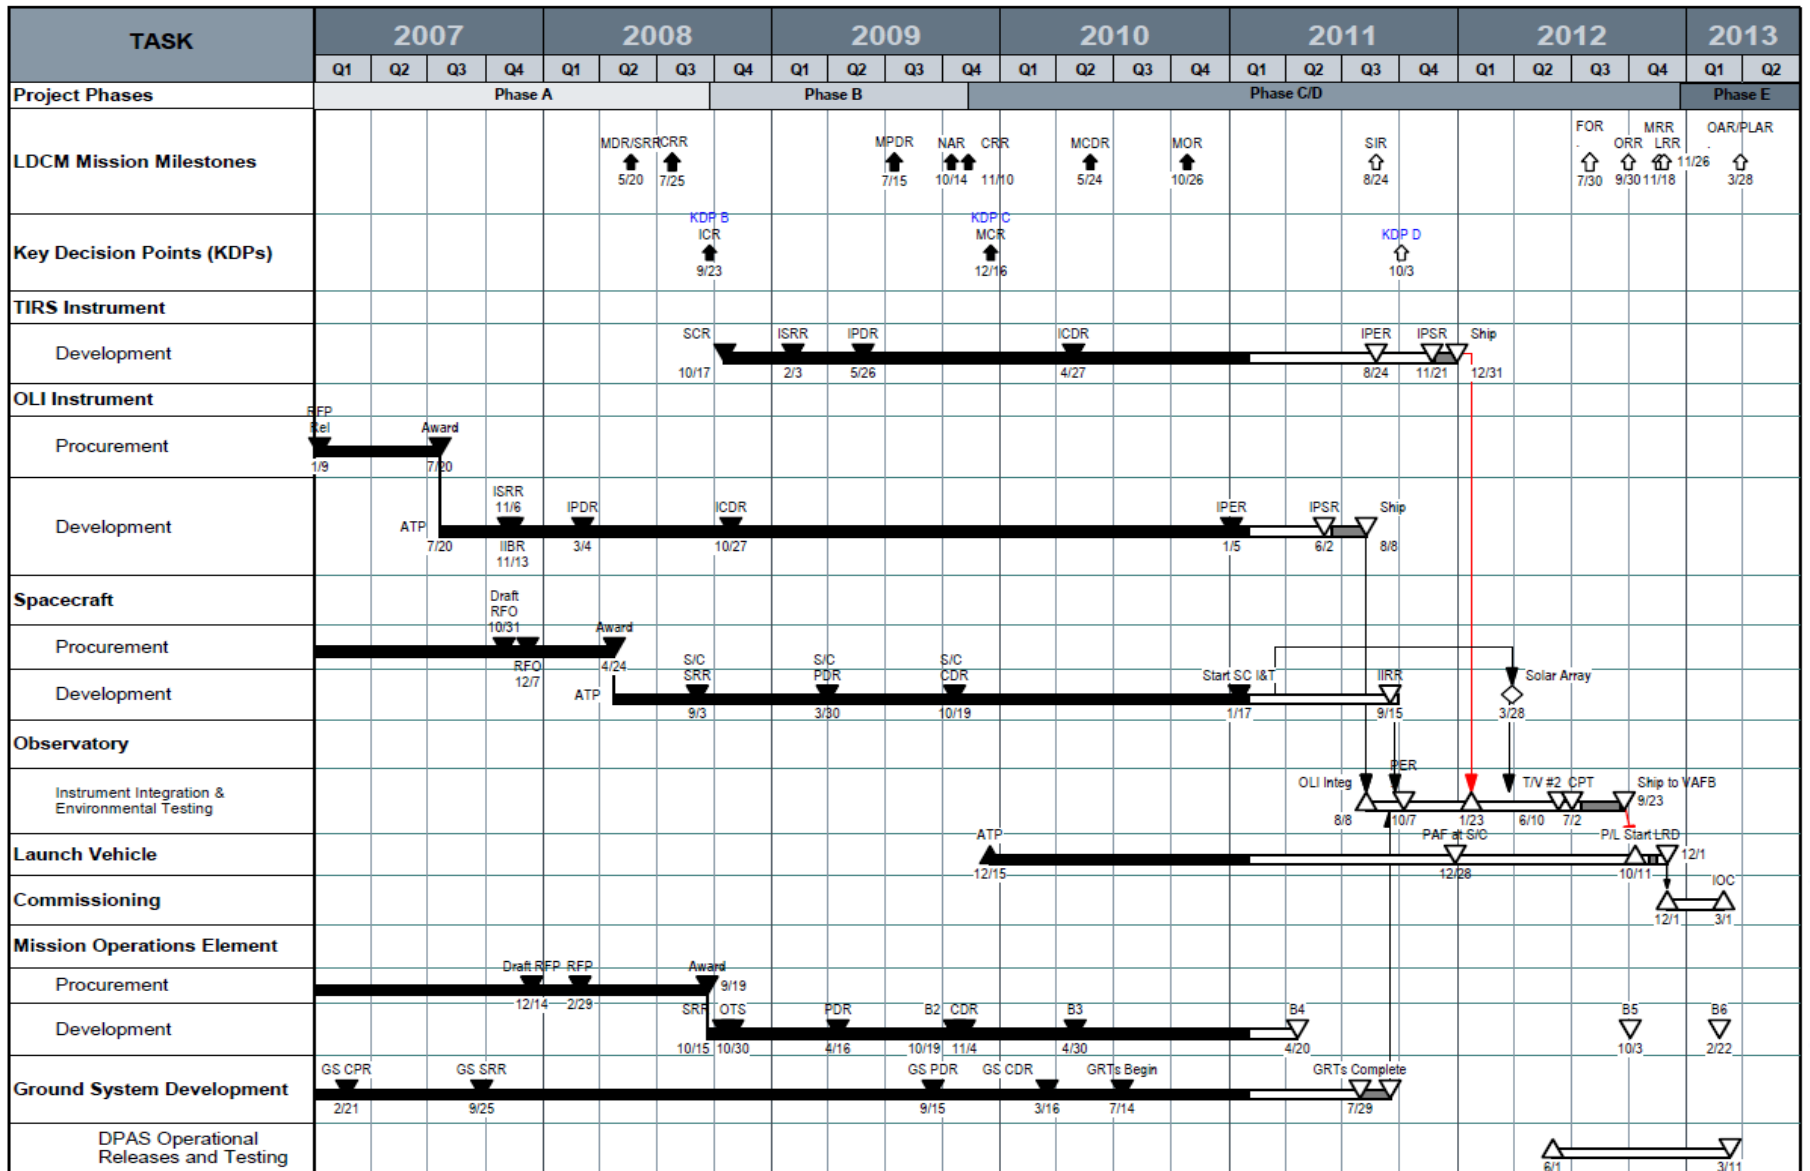 TASK 2007 2008 2009 2010 2011 2012 2013
Q1 Q2 Q3 Q4 Q1 Q2 Q3 Q4 Q1 Q2 Q3 Q4 Q1 Q2 Q3 Q4 Q1 Q2 Q3 Q4 Q1 Q2 Q3 Q4 Q1 Q2
Project Phases Phase A Phase B Phase C/D Phase E
FOR MRR OAR/PLAR
MDR/SRR ICRR MPDR NAR CRR MCDR MOR SIR ORR LRR
LDCM Mission Milestones 11/26
5/20 7/25 7/15 10/14 11/10 5/24 10/26 8/24 7/30 9/30 11/18 3/28
KDP B KDP C
ICR MCR KDP D
Key Decision Points (KDPs)
9/23 12/16 10/3
TIRS Instrument
SCR ISRR IPDR ICDR IPER IPSR Ship
Development
10/17 2/3 5/26 4/27 8/24 11/21 12/31
OLI Instrument
RFP
Rel Award
Procurement
1/9 7/20
ISRR
11/6 IPDR ICDR IPER IPSR Ship
Development ATP
7/20 IIBR 3/4 10/27 1/5 6/2 8/8
11/13
Spacecraft Draft
RFO
10/31 Award
Procurement
RFO 4/24
12/7
S/C S/C S/C
SRR PDR CDR Start SC I&T IIRR Solar Array
Development ATP
9/3 3/30 10/19 1/17 9/15 3/28
Observatory
PER
OLI Integ T/V #2 CPT Ship to VAFB
Instrument Integration &
Environmental Testing 9/23
8/8 10/7 1/23 6/10 7/2
ATP PAF at S/C P/L Start LRD
Launch Vehicle 12/1
12/15 12/28 10/11
IOC
Commissioning
12/1 3/1
Mission Operations Element
Draft RFP RFP Award
Procurement 9/19
12/14 2/29
SRR OTS PDR B2 CDR B3 B4 B5 B6
Development
10/15 10/30 4/16 10/19 11/4 4/30 4/20 10/3 2/22
GS CPR GS SRR GS PDR GS CDR GRTs Begin GRTs Complete
Ground System Development
2/21 9/25 9/15 3/16 7/14 7/29
DPAS Operational
Releases and Testing
6/1 3/11